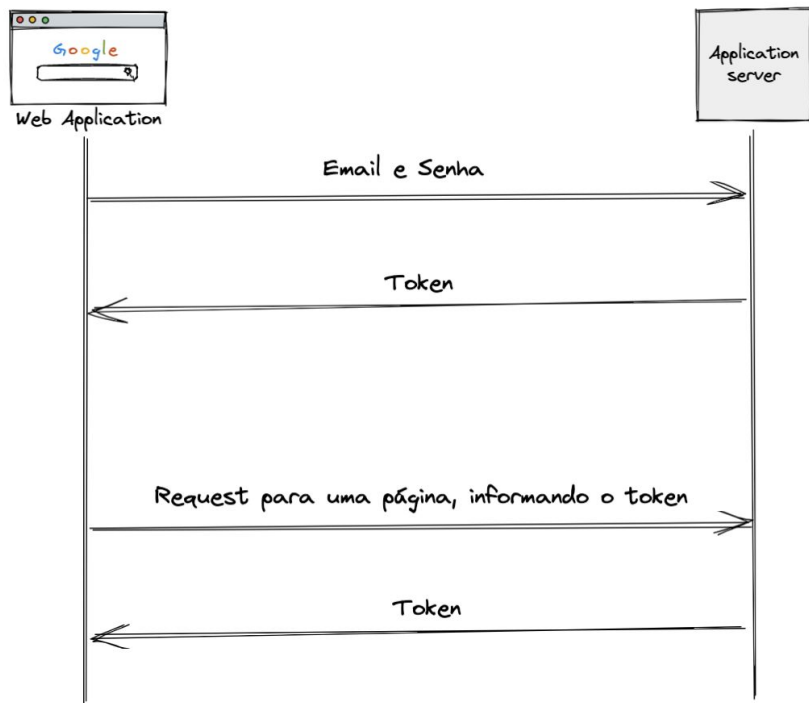 Google
Web Application
Application
server
Email e Senha
Token
Request para uma página, informando o token
Token